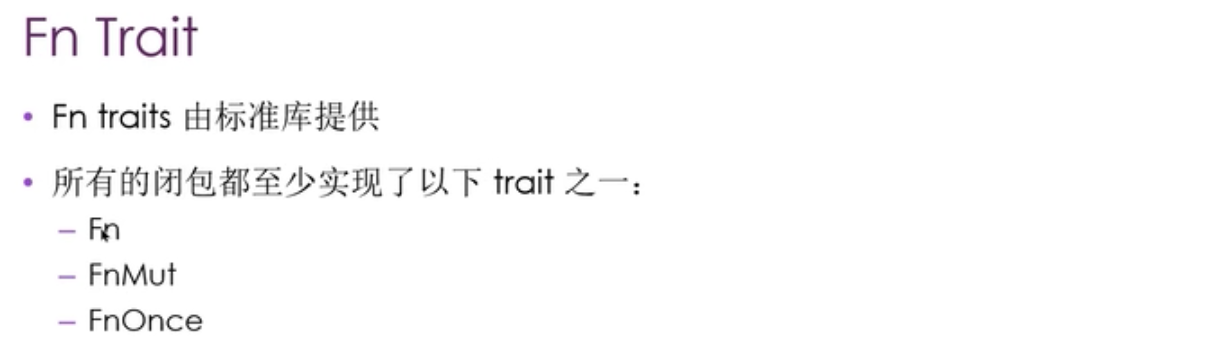 Fn Trait
• Fn traits 由标准库提供
• 所有的闭包都至少实现了以下 trait 之一：
– Fn
– FnMut
– FnOnce